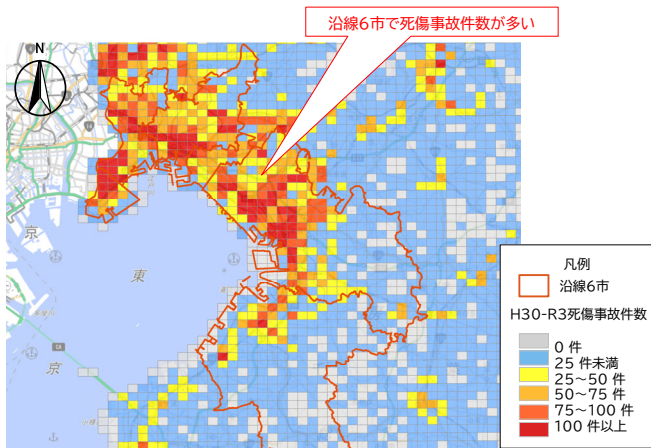 沿線6市で死傷事故件数が多い
N
京
東
京
凡例
沿線6市
H30-R3死傷事故件数
0 件
25 件未満
25～50 件
50～75 件
75～100 件
100 件以上